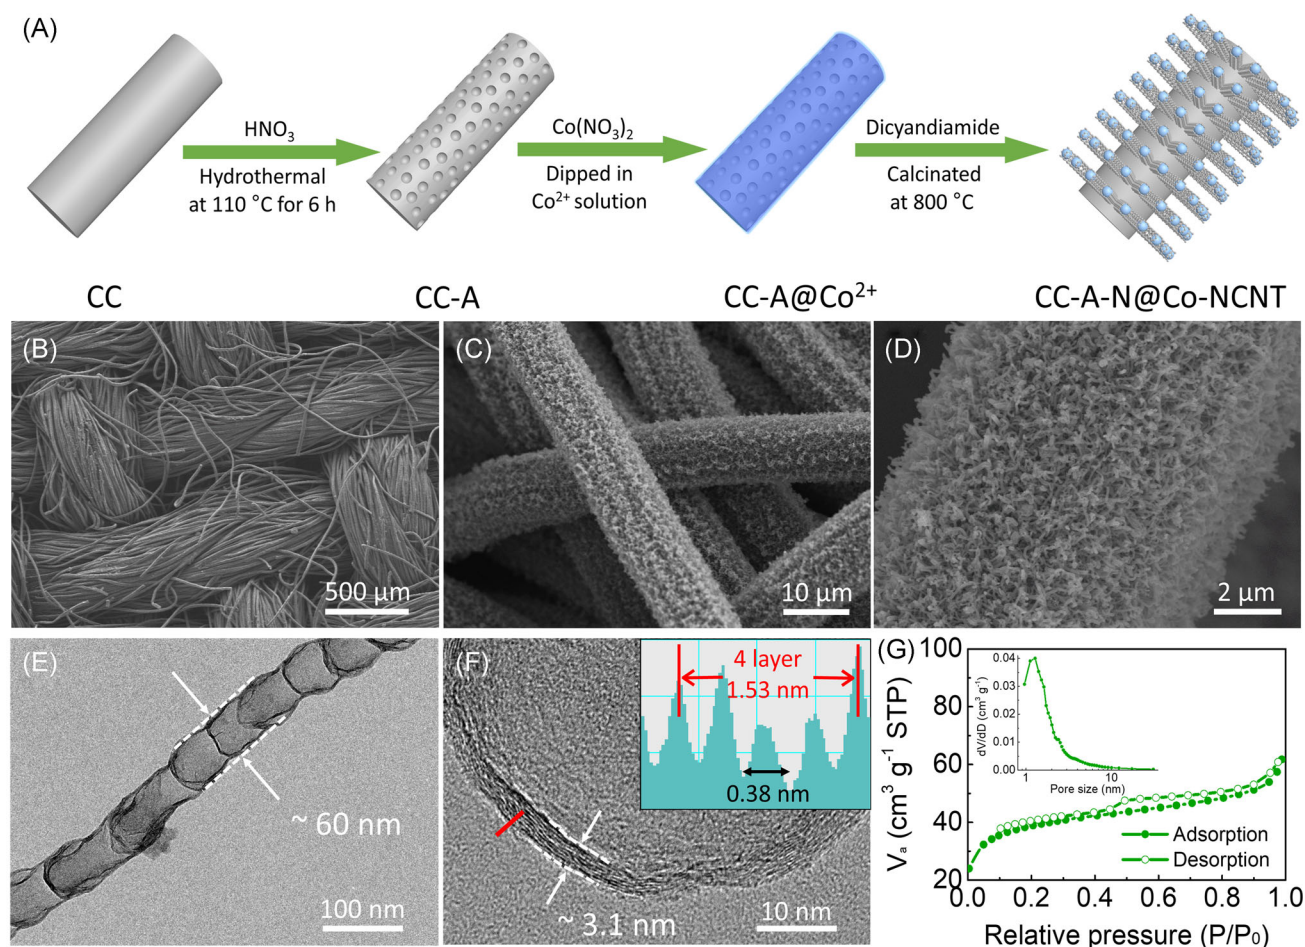 (A)
HNO₃
Hydrothermal
at 110 °C for 6 h
Co(NO₃)₂
Dipped in
Co²⁺ solution
Dicyandiamide
Calcinated
at 800 °C
CC
CC-A
CC-A@Co²⁺
CC-A-N@Co-NCNT
(B)
500 μm
(C)
10 μm
(D)
2 μm
(E)
~ 60 nm
100 nm
(F)
4 layer
1.53 nm
0.38 nm
~ 3.1 nm
10 nm
(G)
Vₐ (cm³ g⁻¹ STP)
100
80
60
40
20
dV/dD (cm³ g⁻¹)
0.04
0.03
0.02
0.01
0
1
10
Pore size (nm)
Adsorption
Desorption
0.0
0.2
0.4
0.6
0.8
1.0
Relative pressure (P/P₀)